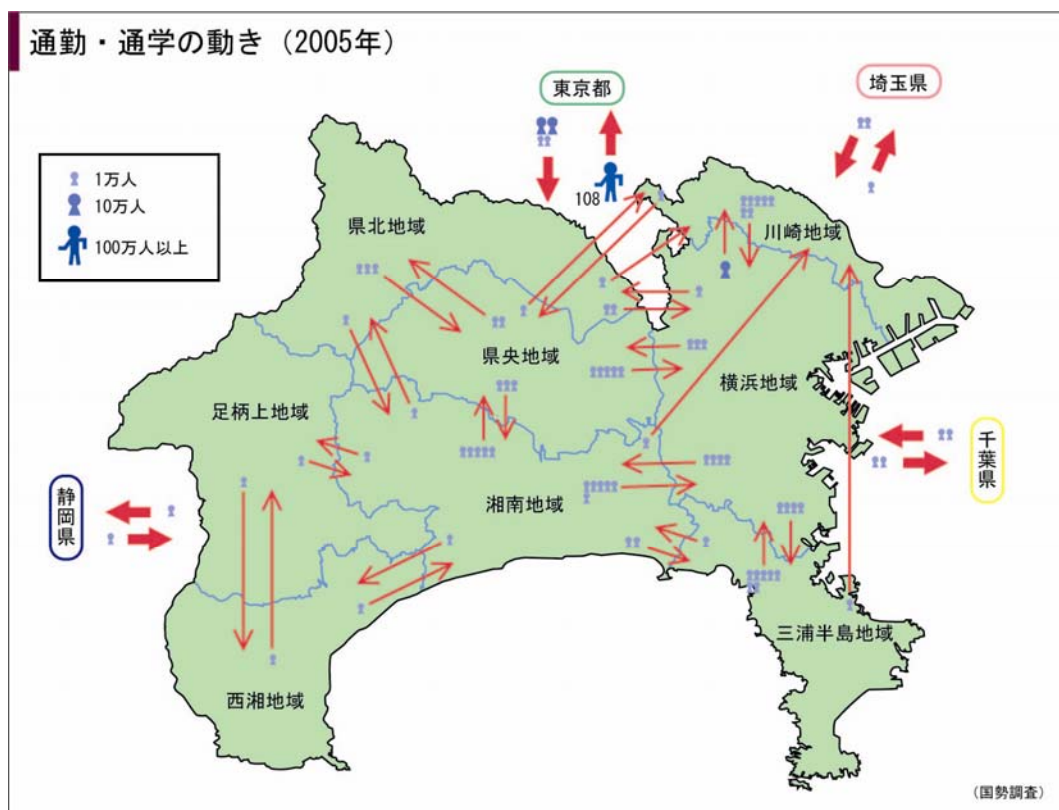 通勤・通学の動き（2005年）
東京都
埼玉県
1万人
10万人
100万人以上
108
県北地域
川崎地域
県央地域
横浜地域
足柄上地域
千葉県
静岡県
湘南地域
三浦半島地域
西湘地域
（国勢調査）